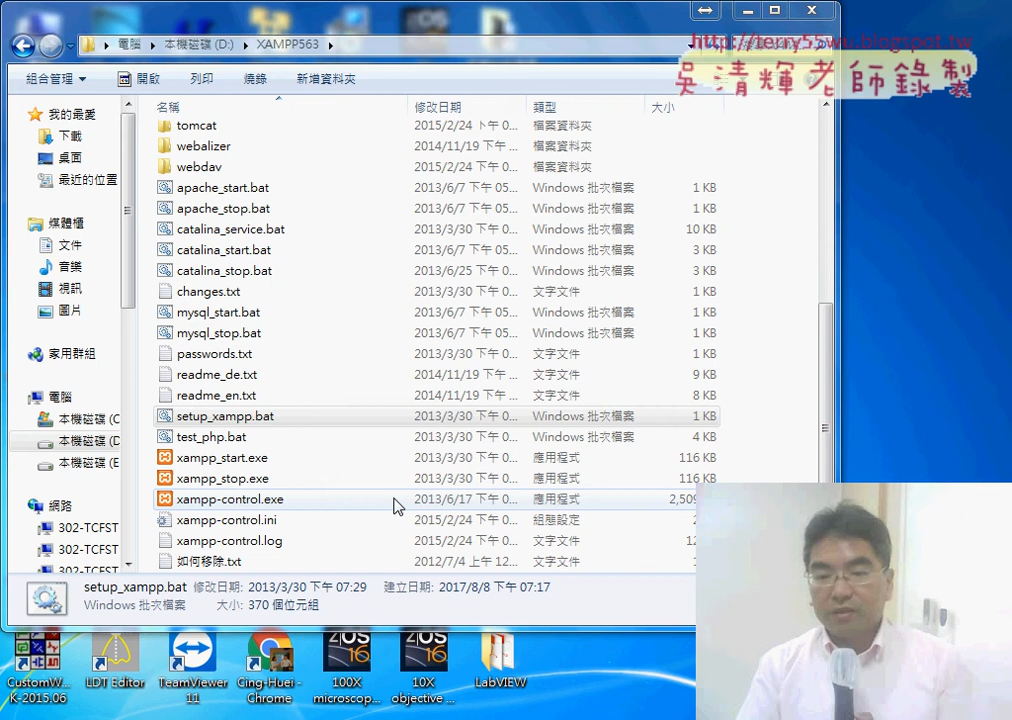 電腦 ▸ 本機磁碟 (D:) ▸ XAMPP563 ▸
http://terry55wu.blogspot.tw
吳清輝老師錄製
組合管理 開啟 列印 燒錄 新增資料夾
名稱 修改日期 類型 大小
我的最愛
下載
桌面
最近的位置
媒體櫃
文件
音樂
視訊
圖片
家用群組
電腦
本機磁碟 (C
本機磁碟 (D
本機磁碟 (E
網路
302-TCFST
302-TCFST
302-TCFST
tomcat 2015/2/24 下午 0... 檔案資料夾
webalizer 2014/11/19 下午 ... 檔案資料夾
webdav 2015/2/24 下午 0... 檔案資料夾
apache_start.bat 2013/6/7 下午 05... Windows 批次檔案 1 KB
apache_stop.bat 2013/6/7 下午 05... Windows 批次檔案 1 KB
catalina_service.bat 2013/3/30 下午 0... Windows 批次檔案 10 KB
catalina_start.bat 2013/6/7 下午 05... Windows 批次檔案 3 KB
catalina_stop.bat 2013/6/25 下午 0... Windows 批次檔案 3 KB
changes.txt 2013/3/30 下午 0... 文字文件 1 KB
mysql_start.bat 2013/6/7 下午 05... Windows 批次檔案 1 KB
mysql_stop.bat 2013/6/7 下午 05... Windows 批次檔案 1 KB
passwords.txt 2013/3/30 下午 0... 文字文件 1 KB
readme_de.txt 2014/11/19 下午 ... 文字文件 9 KB
readme_en.txt 2014/11/19 下午 ... 文字文件 8 KB
setup_xampp.bat 2013/3/30 下午 0... Windows 批次檔案 1 KB
test_php.bat 2013/3/30 下午 0... Windows 批次檔案 4 KB
xampp_start.exe 2013/3/30 下午 0... 應用程式 116 KB
xampp_stop.exe 2013/3/30 下午 0... 應用程式 116 KB
xampp-control.exe 2013/6/17 下午 0... 應用程式 2,509
xampp-control.ini 2015/2/24 下午 0... 組態設定
xampp-control.log 2015/2/24 下午 0... 文字文件
如何移除.txt 2012/7/4 上午 12... 文字文件
setup_xampp.bat 修改日期: 2013/3/30 下午 07:29 建立日期: 2017/8/8 下午 07:17
Windows 批次檔案 大小: 370 個位元組
CustomW...
K-2015.06
LDT Editor
TeamViewer
11
Cing-Huei -
Chrome
100X
microscop...
10X
objective ...
LabVIEW